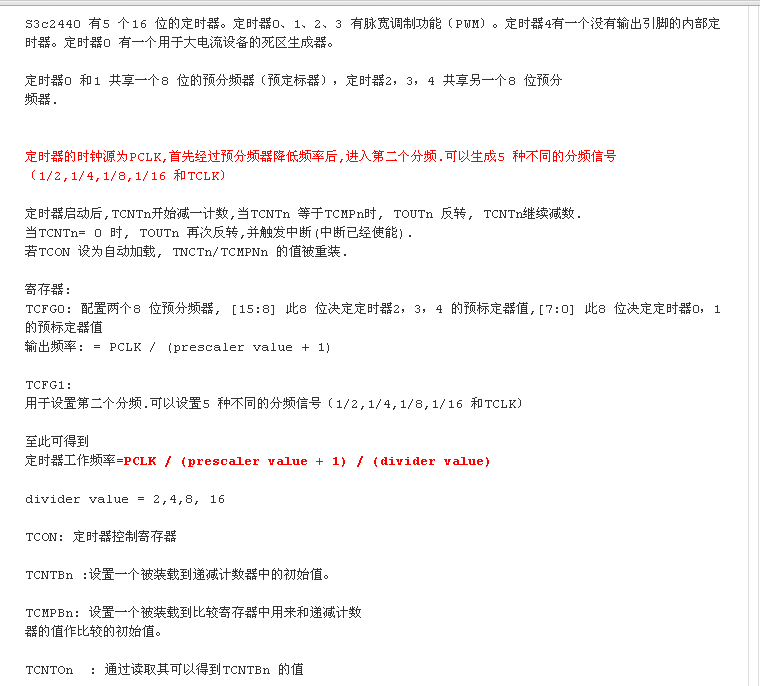 S3c2440 有5 个16 位的定时器。定时器0、1、2、3 有脉宽调制功能（PWM）。定时器4有一个没有输出引脚的内部定
时器。定时器0 有一个用于大电流设备的死区生成器。
定时器0 和1 共享一个8 位的预分频器（预定标器），定时器2，3，4 共享另一个8 位预分
频器.
定时器的时钟源为PCLK,首先经过预分频器降低频率后,进入第二个分频.可以生成5 种不同的分频信号
（1/2,1/4,1/8,1/16 和TCLK）
定时器启动后,TCNTn开始减一计数,当TCNTn 等于TCMPn时, TOUTn 反转, TCNTn继续减数.
当TCNTn= 0 时, TOUTn 再次反转,并触发中断(中断已经使能).
若TCON 设为自动加载, TNCTn/TCMPNn 的值被重装.
寄存器:
TCFG0: 配置两个8 位预分频器, [15:8] 此8 位决定定时器2，3，4 的预标定器值,[7:0] 此8 位决定定时器0，1
的预标定器值
输出频率: = PCLK / (prescaler value + 1)
TCFG1:
用于设置第二个分频.可以设置5 种不同的分频信号（1/2,1/4,1/8,1/16 和TCLK）
至此可得到
定时器工作频率=PCLK / (prescaler value + 1) / (divider value)
divider value = 2,4,8, 16
TCON: 定时器控制寄存器
TCNTBn :设置一个被装载到递减计数器中的初始值。
TCMPBn: 设置一个被装载到比较寄存器中用来和递减计数
器的值作比较的初始值。
TCNTOn  : 通过读取其可以得到TCNTBn 的值